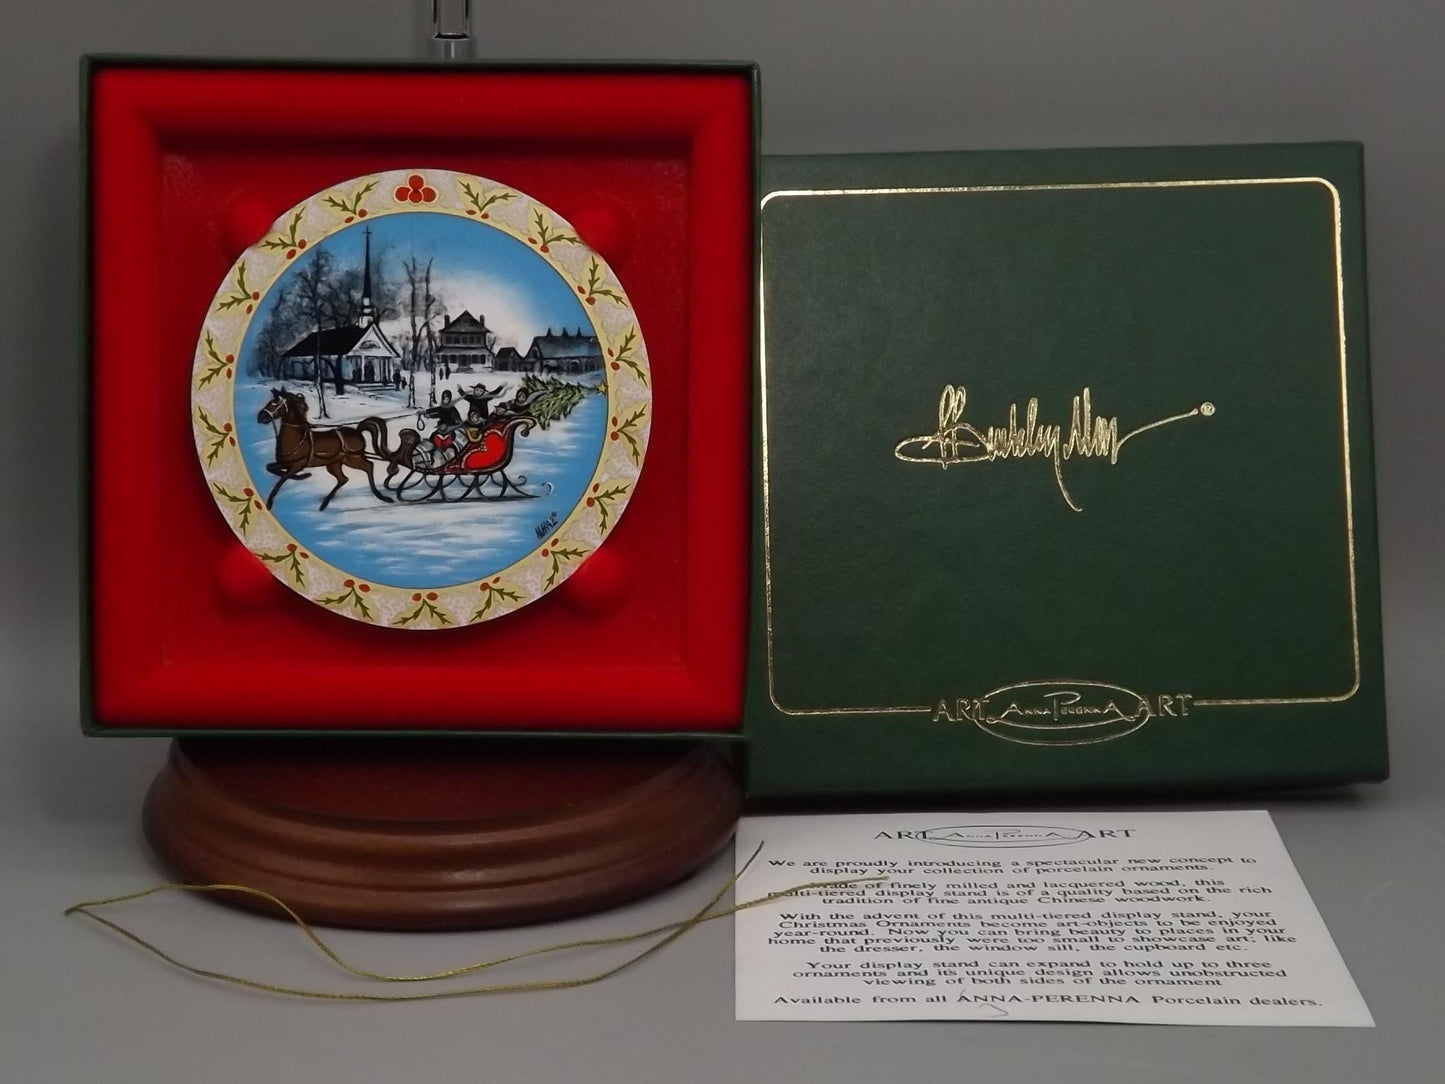 P Buckley Moss ®
ART ANNA PERENNA ART
ART ANNA PERENNA ART
We are proudly introducing a spectacular new concept to
display your collection of porcelain ornaments.
Made of finely milled and lacquered wood, this
multi-tiered display stand is of a quality based on the rich
tradition of fine antique Chinese woodwork.
With the advent of this multi-tiered display stand, your
Christmas Ornaments become art-objects to be enjoyed
year-round. Now you can bring beauty to places in your
home that previously were too small to showcase art; like
the dresser, the window sill, the cupboard etc.
Your display stand can expand to hold up to three
ornaments and its unique design allows unobstructed
viewing of both sides of the ornament
Available from all ANNA-PERENNA Porcelain dealers.